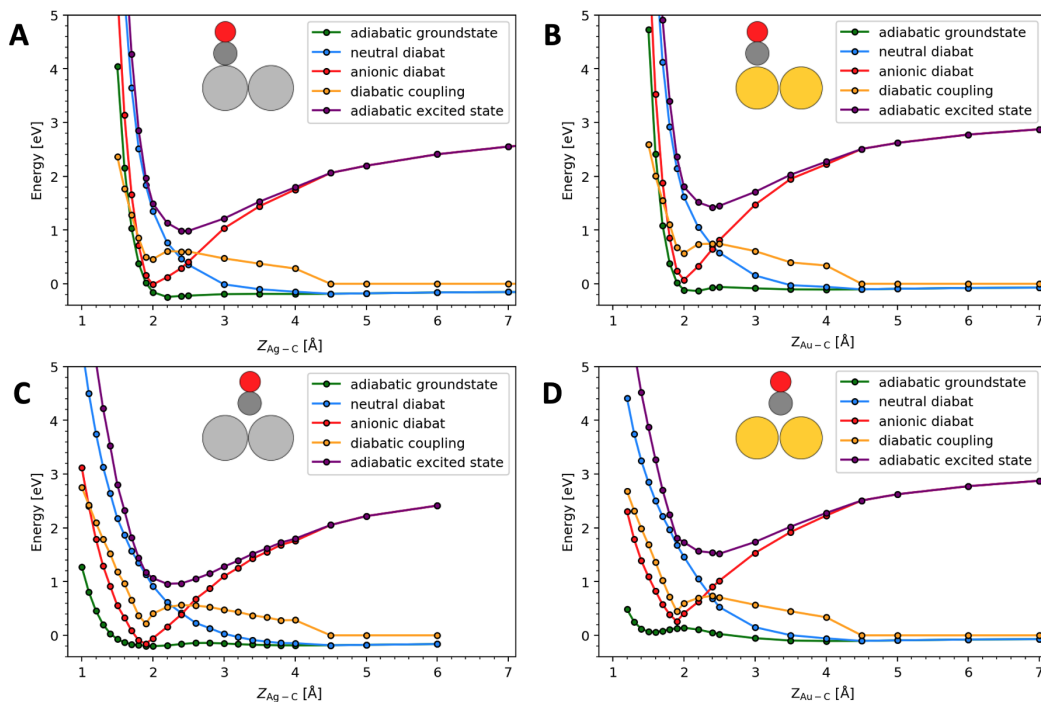 A
5
4
3
2
1
0
Energy [eV]
adiabatic groundstate
neutral diabat
anionic diabat
diabatic coupling
adiabatic excited state
1 2 3 4 5 6 7
Z Ag − C [Å]
B
5
4
3
2
1
0
Energy [eV]
adiabatic groundstate
neutral diabat
anionic diabat
diabatic coupling
adiabatic excited state
1 2 3 4 5 6 7
Z Au − C [Å]
C
5
4
3
2
1
0
Energy [eV]
adiabatic groundstate
neutral diabat
anionic diabat
diabatic coupling
adiabatic excited state
1 2 3 4 5 6 7
Z Ag − C [Å]
D
5
4
3
2
1
0
Energy [eV]
adiabatic groundstate
neutral diabat
anionic diabat
diabatic coupling
adiabatic excited state
1 2 3 4 5 6 7
Z Au − C [Å]